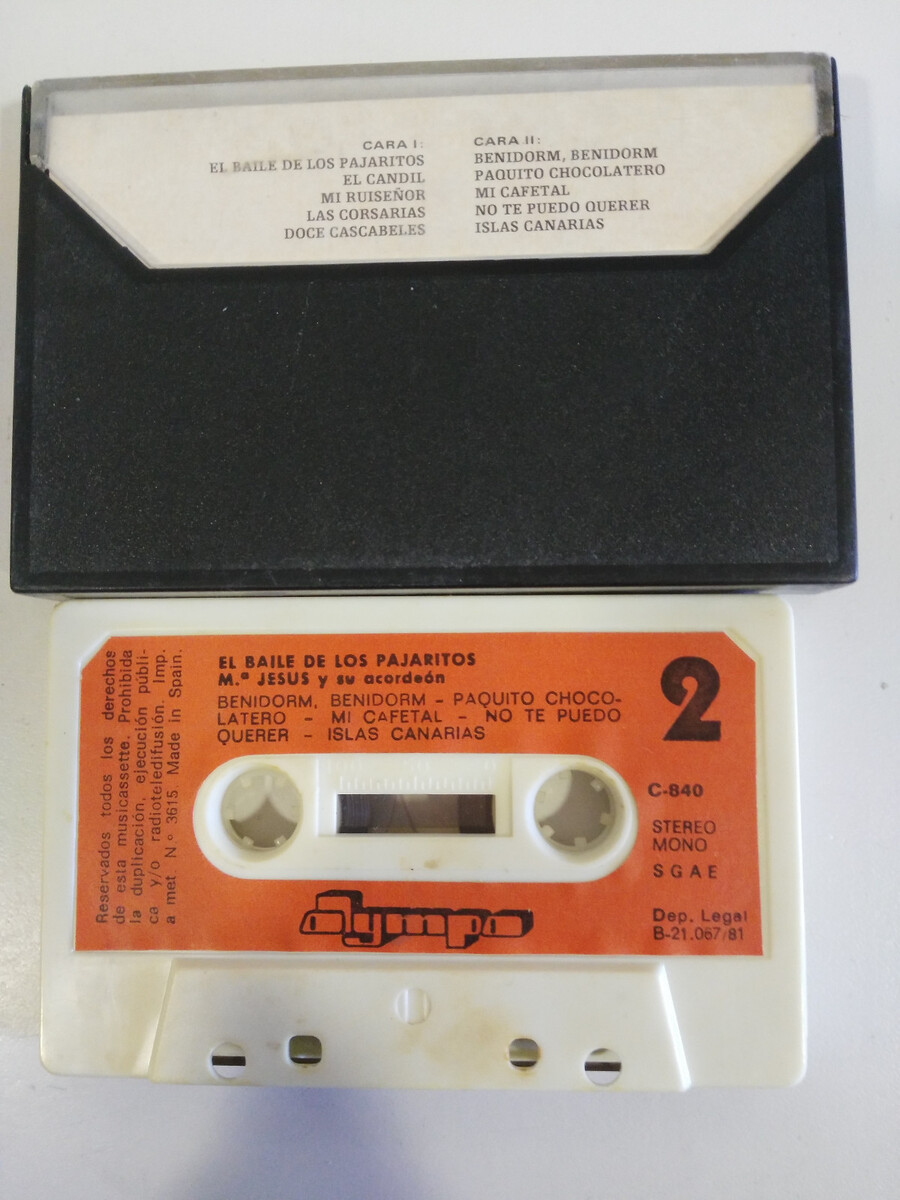 CARA I:
EL BAILE DE LOS PAJARITOS
EL CANDIL
MI RUISEÑOR
LAS CORSARIAS
DOCE CASCABELES
CARA II:
BENIDORM, BENIDORM
PAQUITO CHOCOLATERO
MI CAFETAL
NO TE PUEDO QUERER
ISLAS CANARIAS
Reservados todos los derechos
de esta musicassette. Prohibida
la duplicación, ejecución públi-
ca y/o radioteledifusión. Imp.
a met. Nº 3615. Made in Spain.
EL BAILE DE LOS PAJARITOS
M.ª JESUS y su acordeón
BENIDORM, BENIDORM - PAQUITO CHOCO-
LATERO - MI CAFETAL - NO TE PUEDO
QUERER - ISLAS CANARIAS
2
C-840
STEREO
MONO
SGAE
Dep. Legal
B-21.067/81
olympo